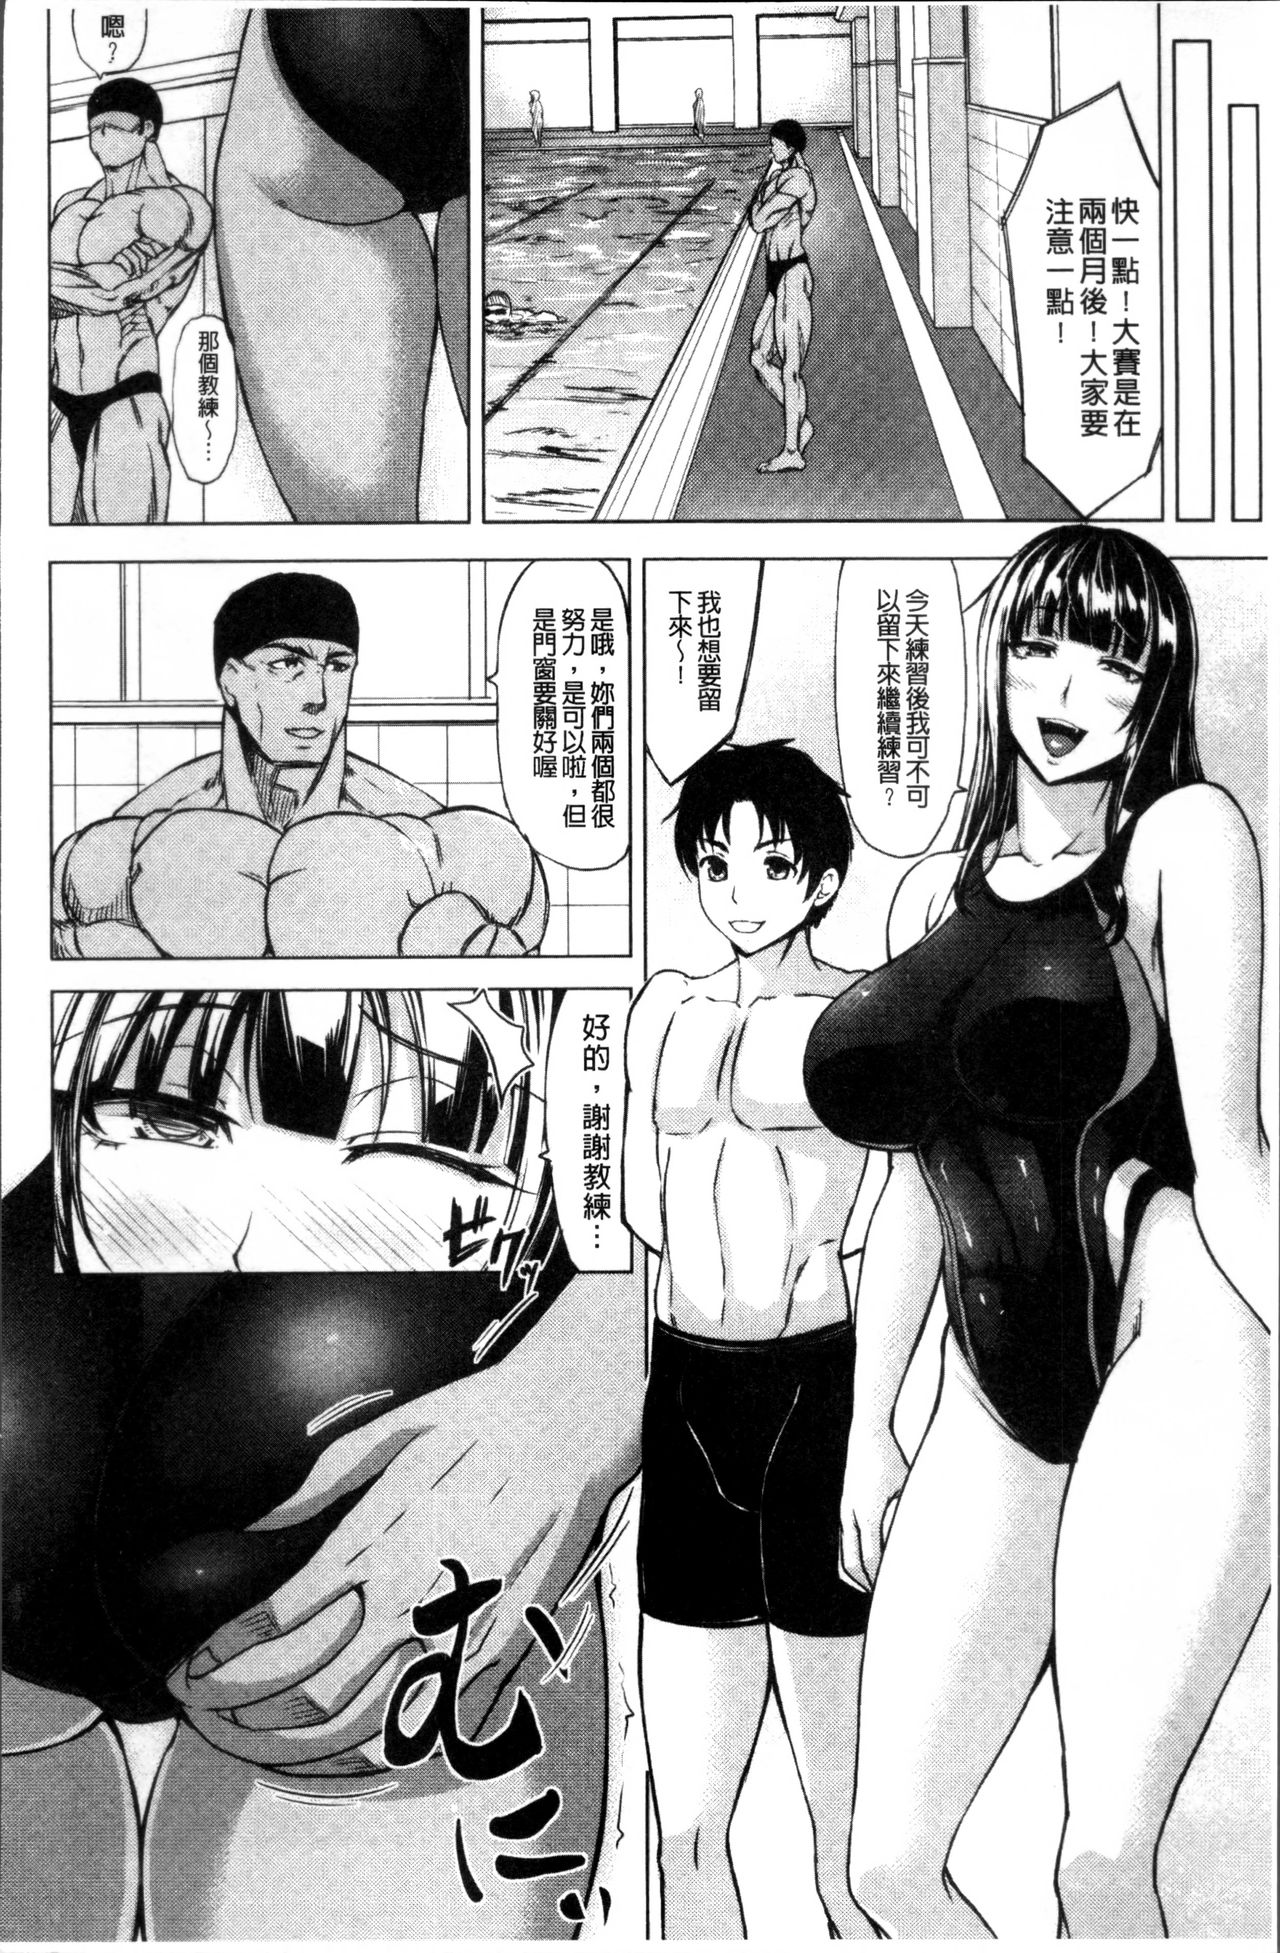 快一點！大賽是在
兩個月後！大家要
注意一點！
嗯？
那個教練～…
今天練習後我可不可
以留下來繼續練習？
我也想要留
下來～！
是哦，妳們兩個都很
努力，是可以啦，但
是門窗要關好喔
好的，謝謝教練…
ビクッ
むにっ